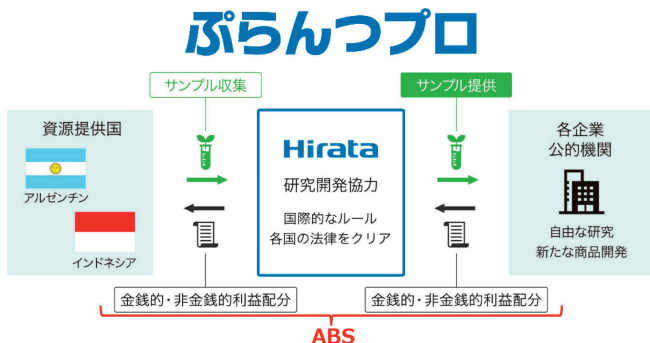 ぷらんつプロ
サンプル収集
サンプル提供
資源提供国
アルゼンチン
インドネシア
Hirata
研究開発協力
国際的なルール
各国の法律をクリア
各企業
公的機関
自由な研究
新たな商品開発
金銭的・非金銭的利益配分
金銭的・非金銭的利益配分
ABS